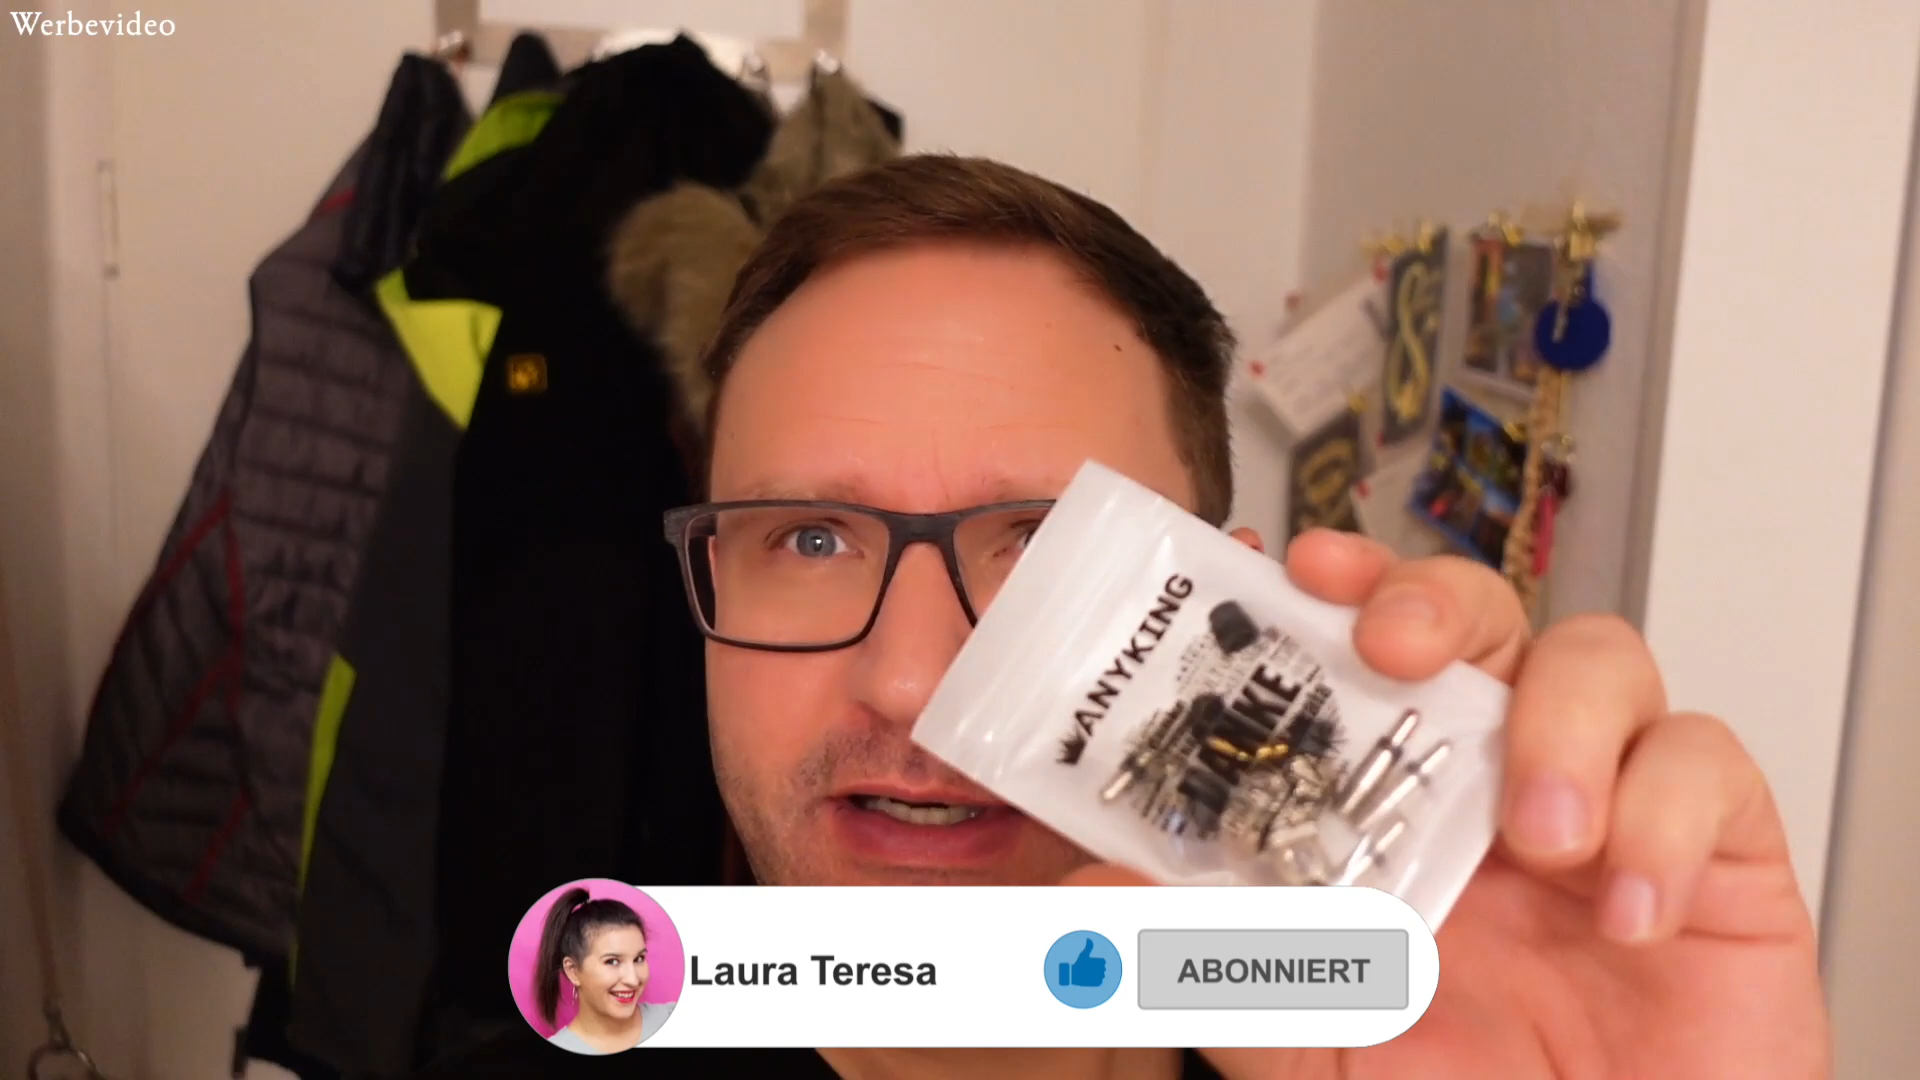 Werbevideo
ANYKING
DANKE
Laura Teresa
ABONNIERT